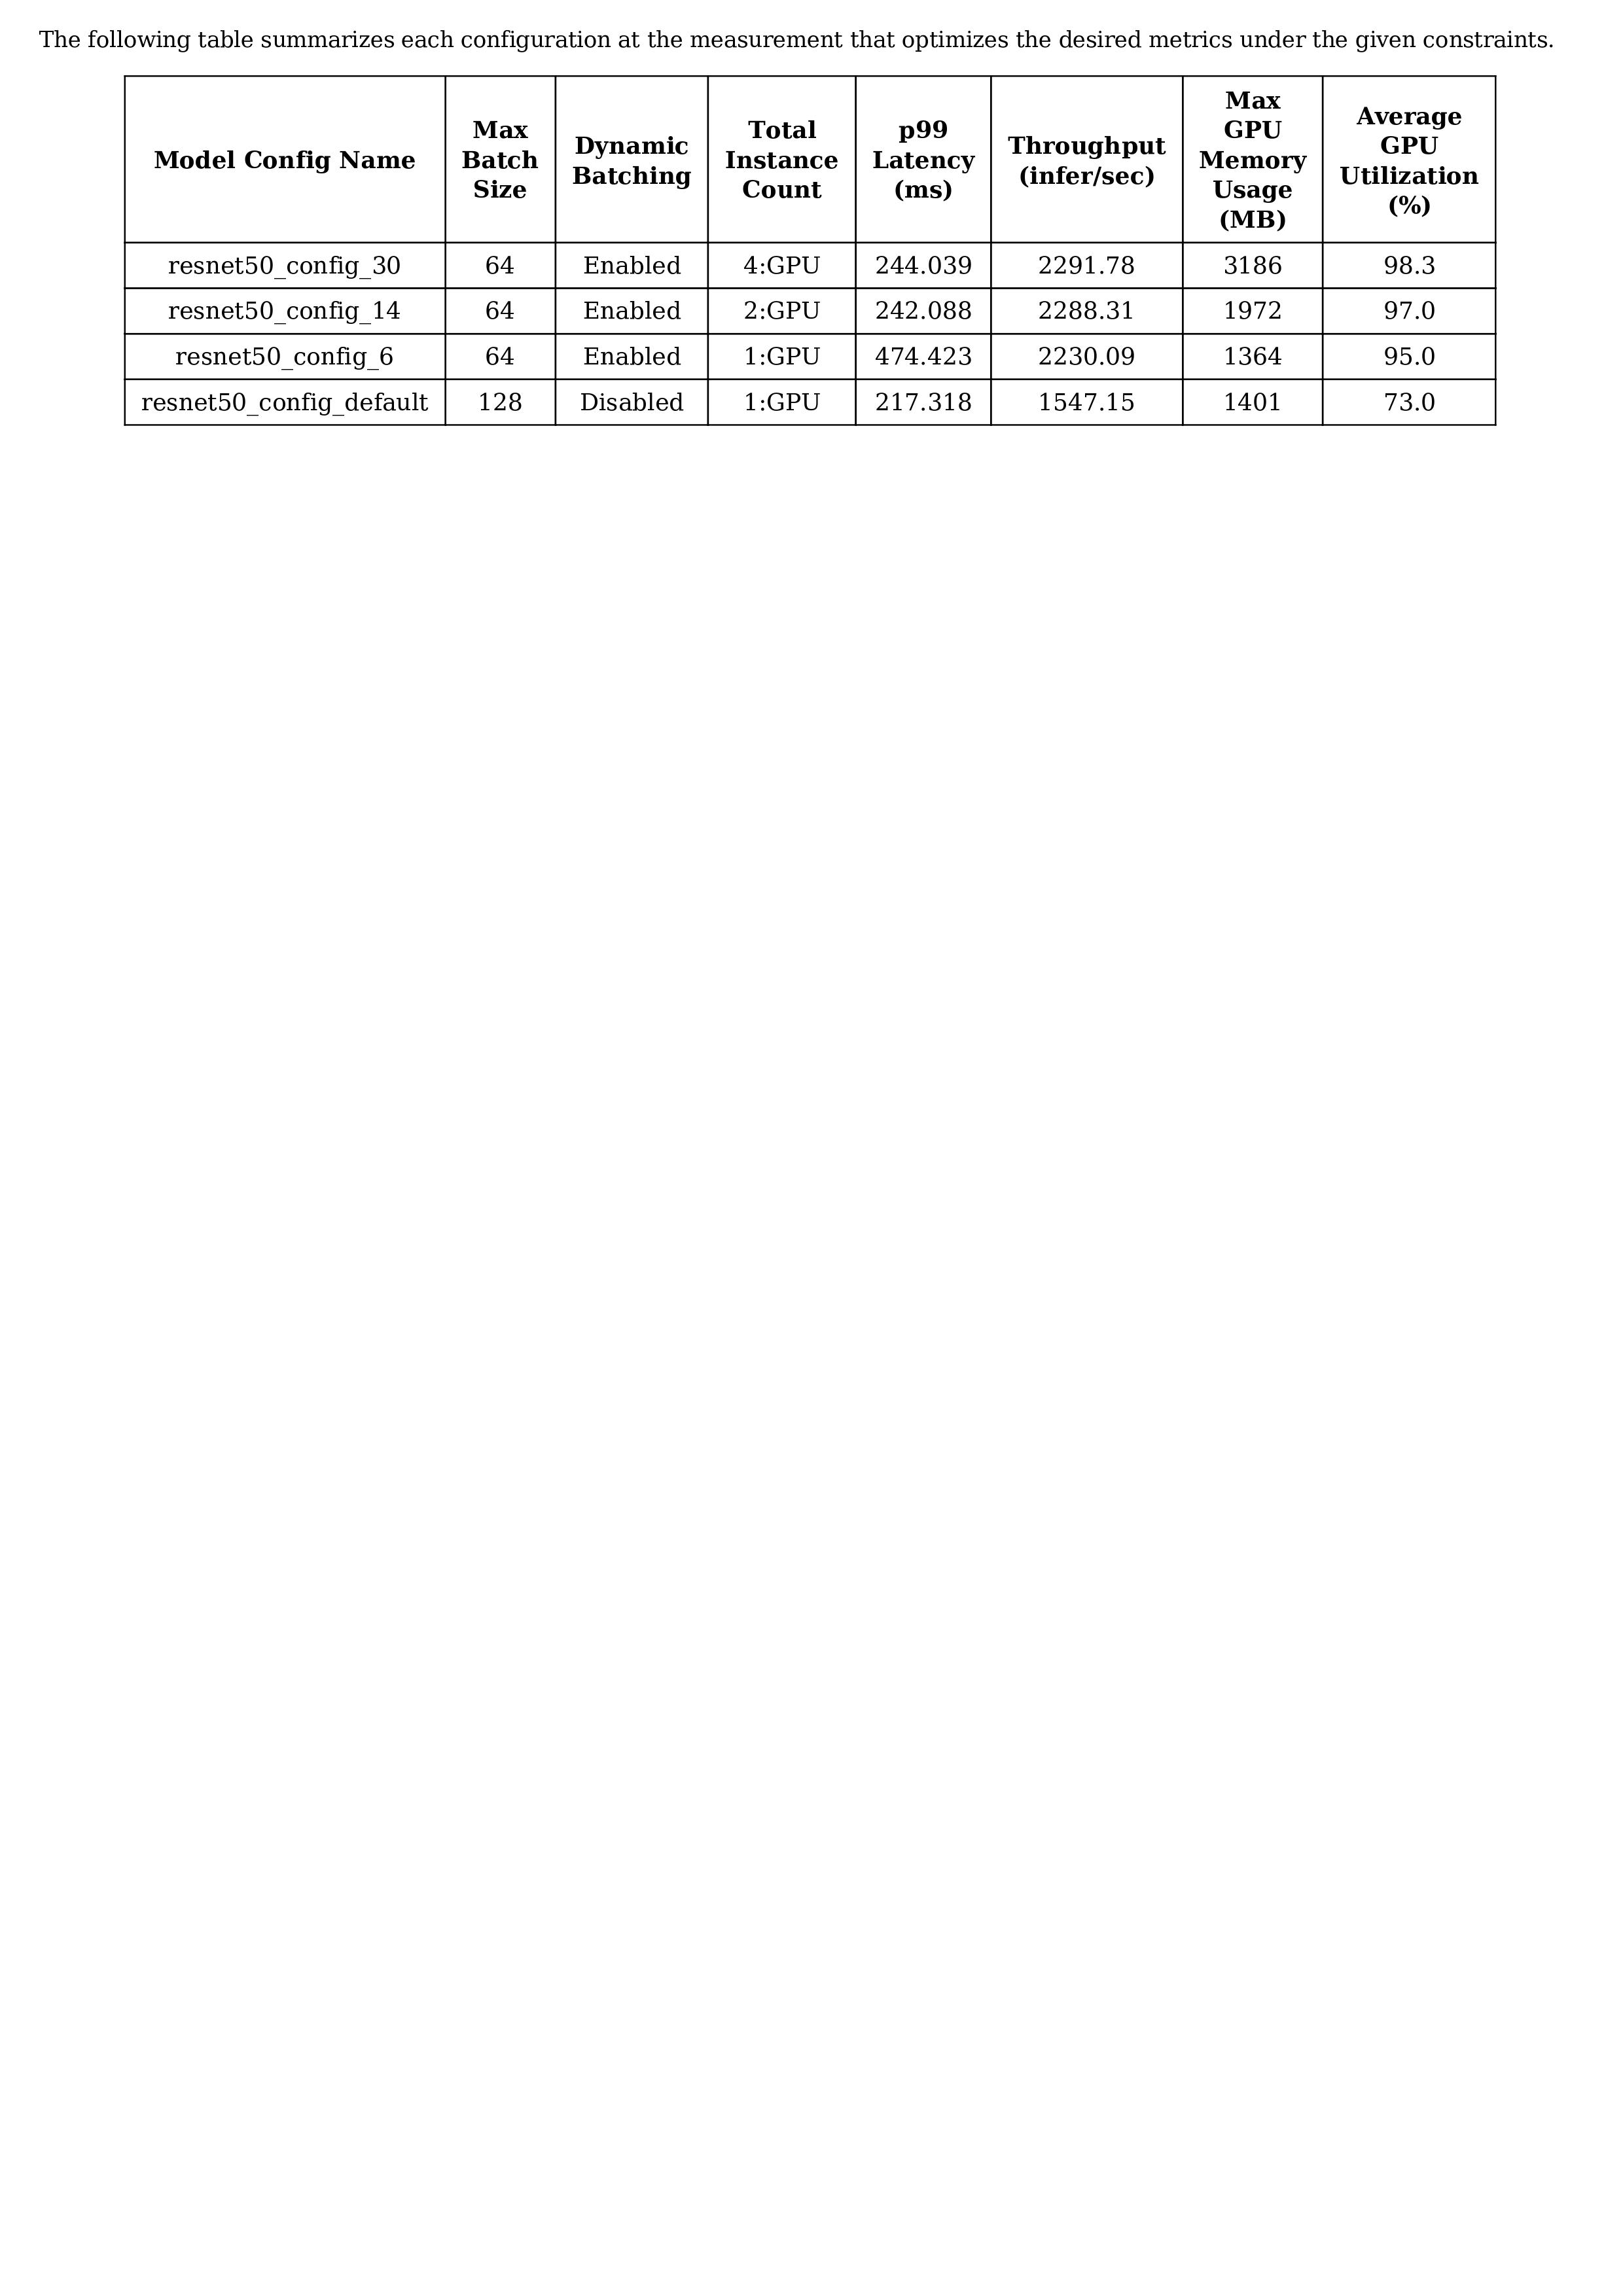 The following table summarizes each configuration at the measurement that optimizes the desired metrics under the given constraints.
Model Config Name | Max Batch Size | Dynamic Batching | Total Instance Count | p99 Latency (ms) | Throughput (infer/sec) | Max GPU Memory Usage (MB) | Average GPU Utilization (%)
resnet50_config_30 | 64 | Enabled | 4:GPU | 244.039 | 2291.78 | 3186 | 98.3
resnet50_config_14 | 64 | Enabled | 2:GPU | 242.088 | 2288.31 | 1972 | 97.0
resnet50_config_6 | 64 | Enabled | 1:GPU | 474.423 | 2230.09 | 1364 | 95.0
resnet50_config_default | 128 | Disabled | 1:GPU | 217.318 | 1547.15 | 1401 | 73.0